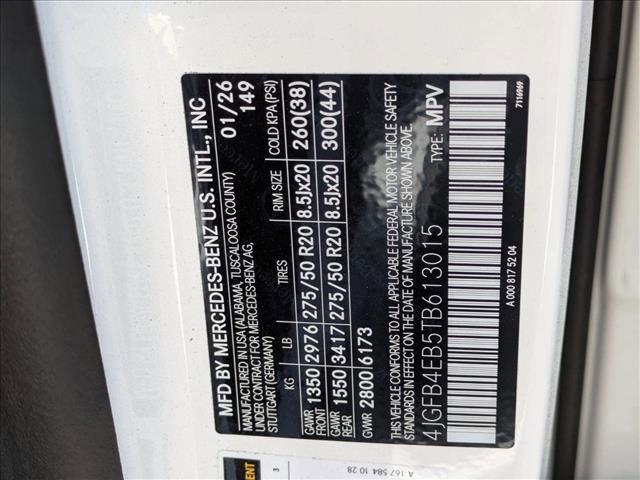 MFD BY MERCEDES-BENZ U.S. INTL., INC
MANUFACTURED IN USA (ALABAMA, TUSCALOOSA COUNTY)
UNDER CONTRACT FOR MERCEDES-BENZ AG,
STUTTGART (GERMANY)
01/26
149
KG LB TIRES RIM SIZE COLD KPA (PSI)
GAWR FRONT 1350 2976 275/50 R20 8.5Jx20 260(38)
GAWR REAR 1550 3417 275/50 R20 8.5Jx20 300(44)
GVWR 2800/6173
THIS VEHICLE CONFORMS TO ALL APPLICABLE FEDERAL MOTOR VEHICLE SAFETY
STANDARDS IN EFFECT ON THE DATE OF MANUFACTURE SHOWN ABOVE.
4JGFB4EB5TB613015 TYPE: MPV
A 000 817 52 04
7116969
3
A 167 584 10 28